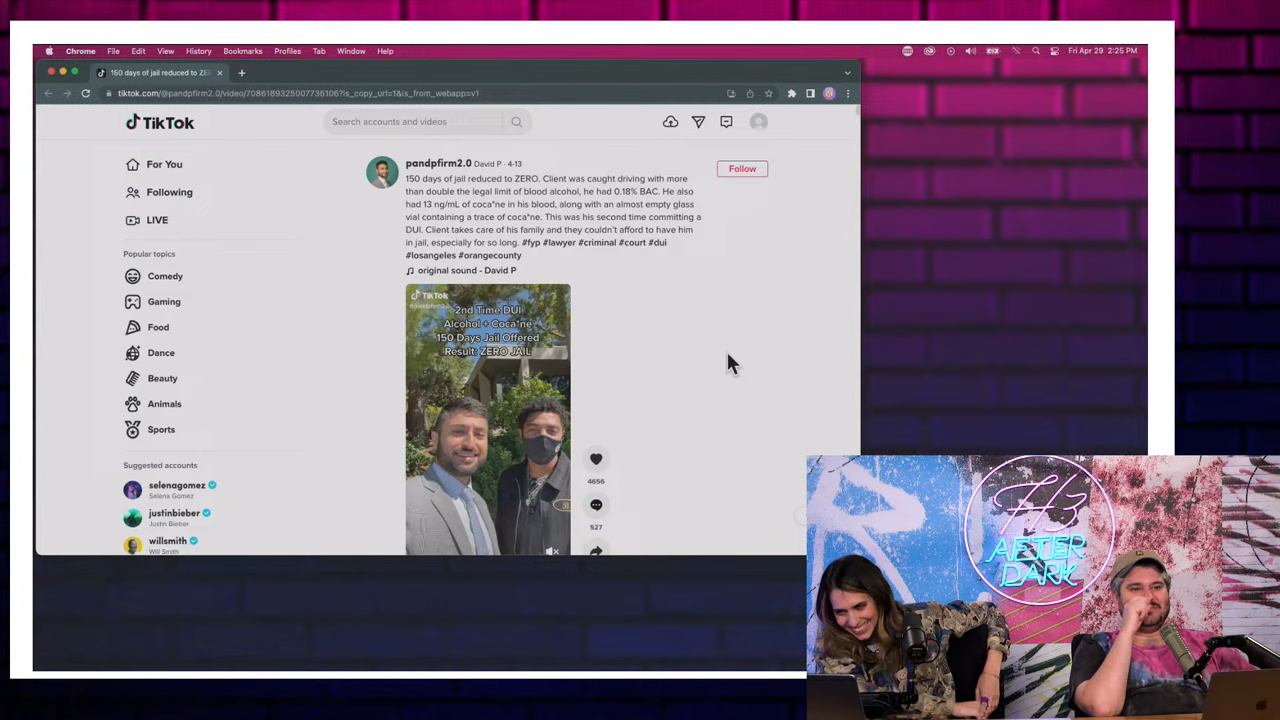 Chrome File Edit View History Bookmarks Profiles Tab Window Help
Fri Apr 29 2:25 PM
150 days of jail reduced to ZE
tiktok.com/@pandpfirm2.0/video/7086189325007736106?is_copy_url=1&is_from_webapp=v1
TikTok
Search accounts and videos
For You
Following
LIVE
Popular topics
Comedy
Gaming
Food
Dance
Beauty
Animals
Sports
Suggested accounts
selenagomez
Selena Gomez
justinbieber
Justin Bieber
willsmith
Will Smith
pandpfirm2.0 David P · 4-13
Follow
150 days of jail reduced to ZERO. Client was caught driving with more
than double the legal limit of blood alcohol, he had 0.18% BAC. He also
had 13 ng/mL of coca*ne in his blood, along with an almost empty glass
vial containing a trace of coca*ne. This was his second time committing a
DUI. Client takes care of his family and they couldn't afford to have him
in jail, especially for so long. #fyp #lawyer #criminal #court #dui
#losangeles #orangecounty
original sound - David P
TikTok
2nd Time DUI
Alcohol + Coca*ne
150 Days Jail Offered
Result: ZERO JAIL
4656
527
H3
AFTER
DARK